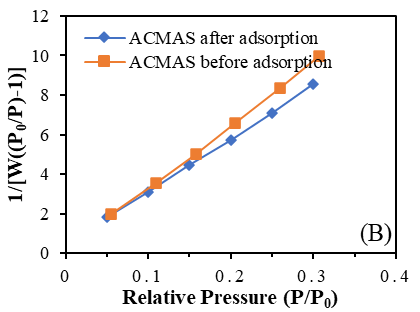 12
10
8
6
4
2
0
1/[W((P₀/P)-1)]
ACMAS after adsorption
ACMAS before adsorption
(B)
0 0.1 0.2 0.3 0.4
Relative Pressure (P/P₀)